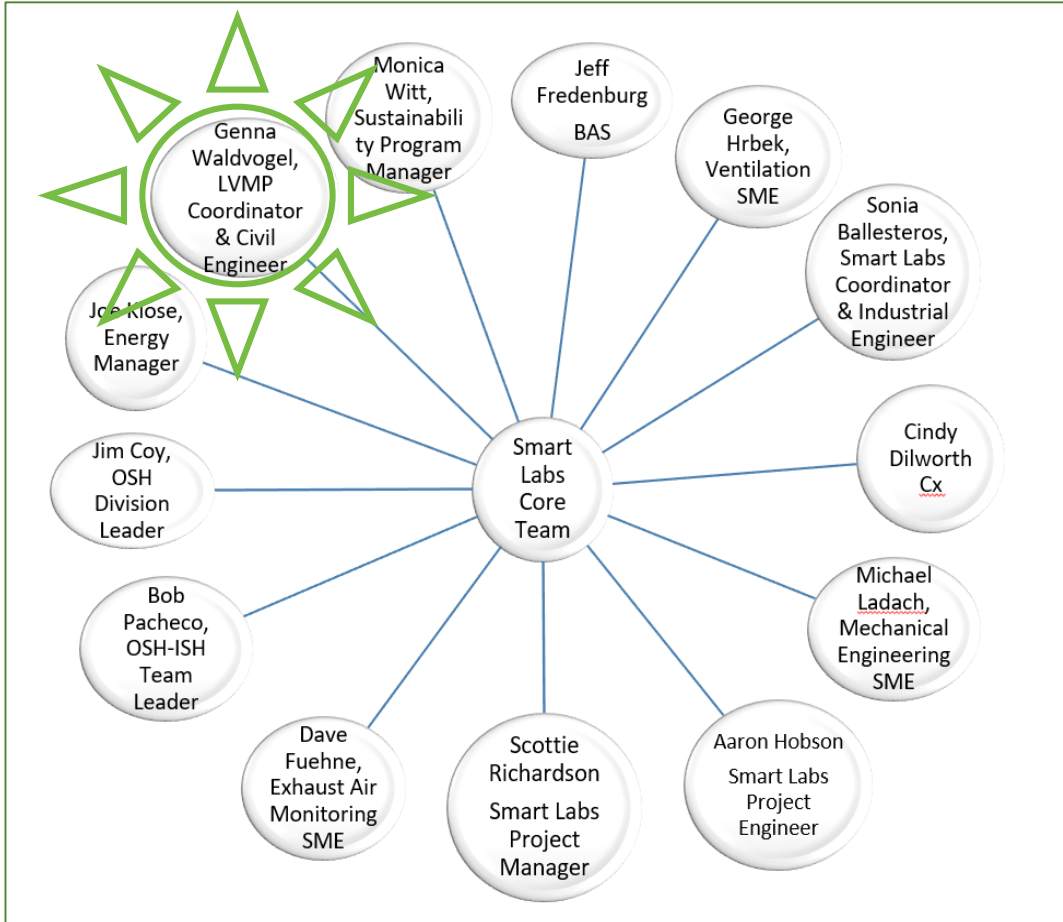 Monica
Witt,
Sustainabili
ty Program
Manager
Jeff
Fredenburg
BAS
George
Hrbek,
Ventilation
SME
Genna
Waldvogel,
LVMP
Coordinator
& Civil
Engineer
Sonia
Ballesteros,
Smart Labs
Coordinator
& Industrial
Engineer
Joe Klose,
Energy
Manager
Smart
Labs
Core
Team
Cindy
Dilworth
Cx
Jim Coy,
OSH
Division
Leader
Michael
Ladach,
Mechanical
Engineering
SME
Bob
Pacheco,
OSH-ISH
Team
Leader
Dave
Fuehne,
Exhaust Air
Monitoring
SME
Scottie
Richardson
Smart Labs
Project
Manager
Aaron Hobson
Smart Labs
Project
Engineer